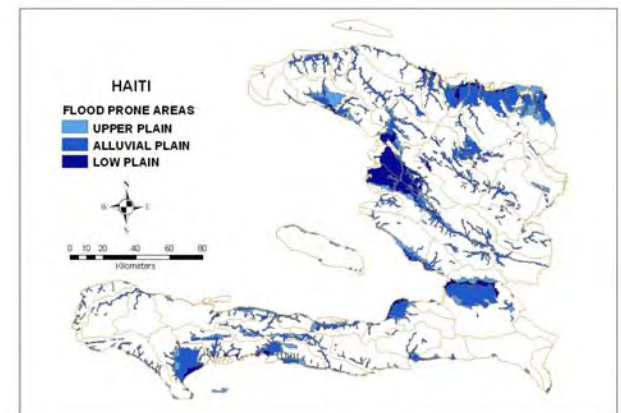 HAITI
FLOOD PRONE AREAS
UPPER PLAIN
ALLUVIAL PLAIN
LOW PLAIN
N
W E
S
0 10 20 40 60 80
Kilometers